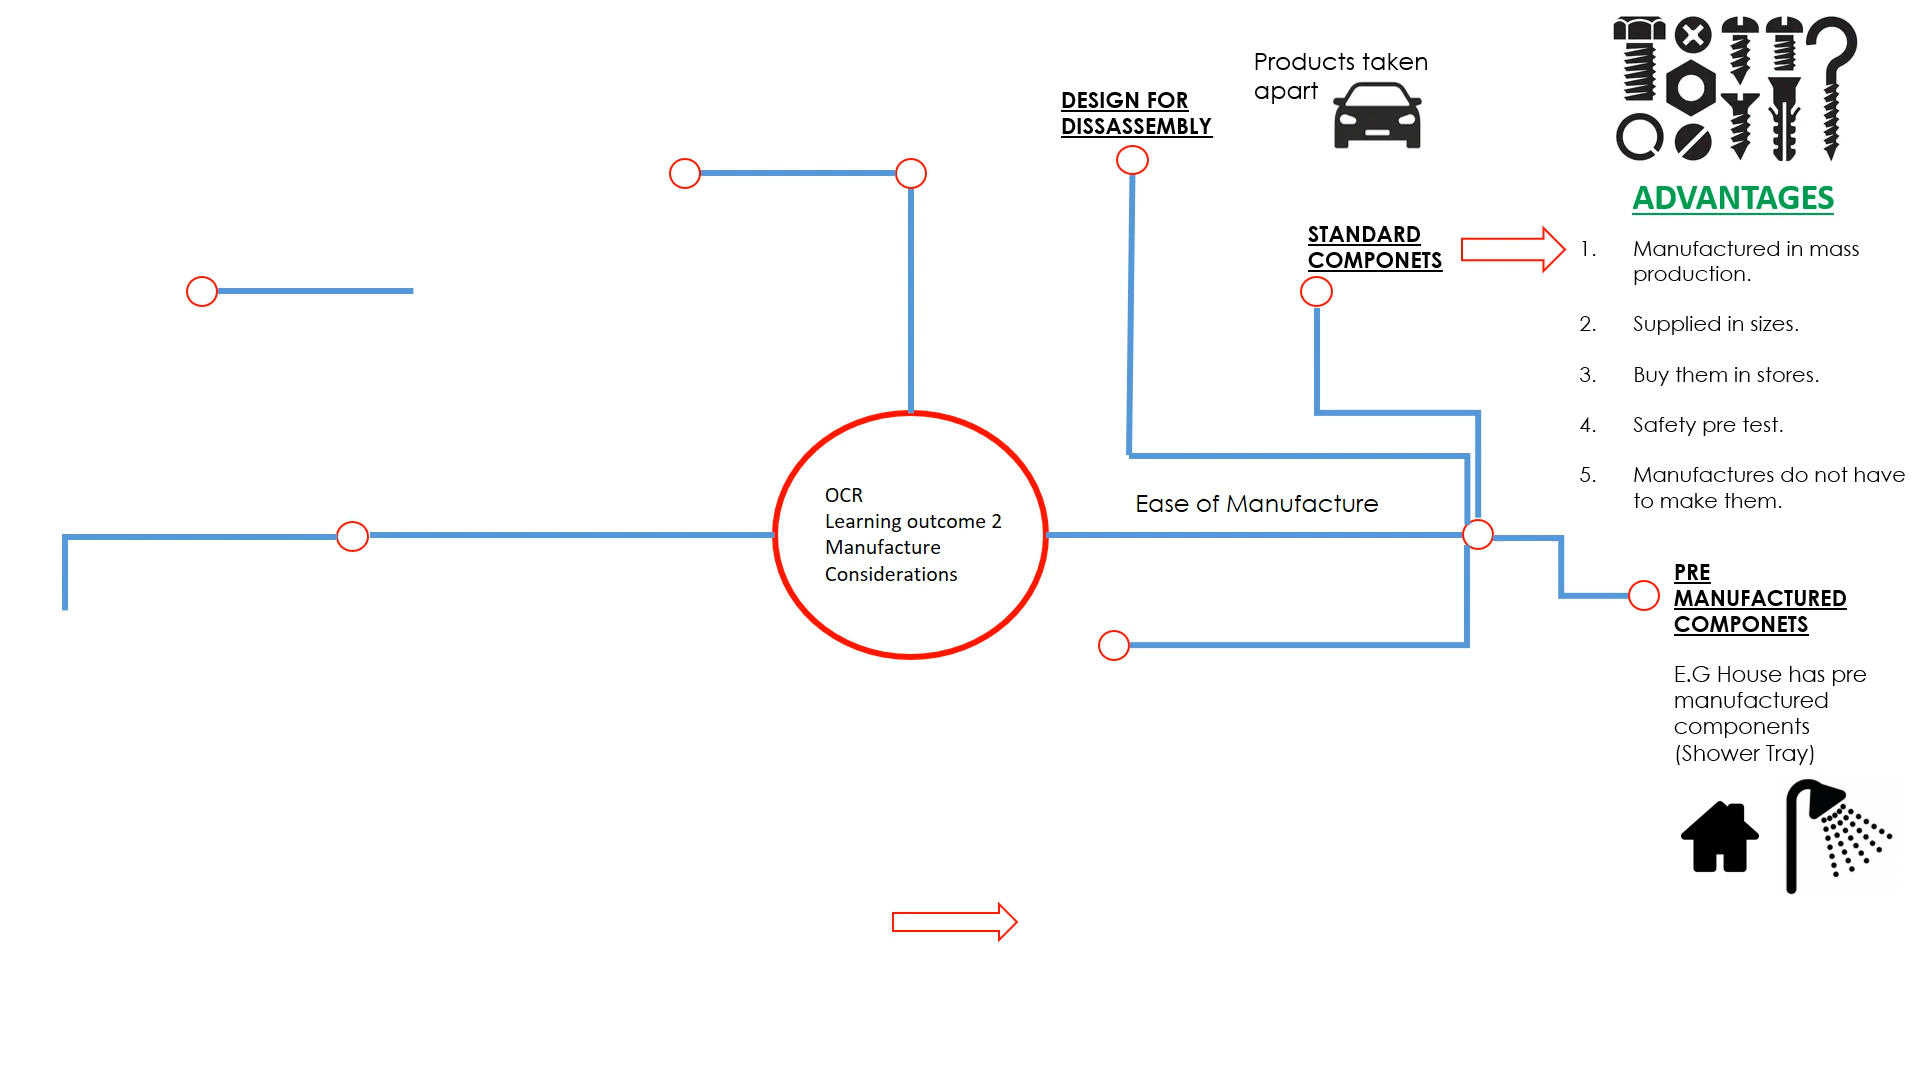 Products taken
apart
DESIGN FOR
DISSASSEMBLY
ADVANTAGES
STANDARD
COMPONETS
1. Manufactured in mass
production.
2. Supplied in sizes.
3. Buy them in stores.
4. Safety pre test.
5. Manufactures do not have
to make them.
OCR
Learning outcome 2
Manufacture
Considerations
Ease of Manufacture
PRE
MANUFACTURED
COMPONETS
E.G House has pre
manufactured
components
(Shower Tray)